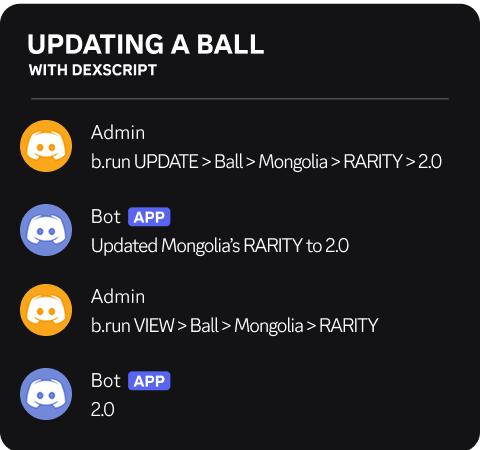 UPDATING A BALL
WITH DEXSCRIPT
Admin
b.run UPDATE > Ball > Mongolia > RARITY > 2.0
Bot APP
Updated Mongolia's RARITY to 2.0
Admin
b.run VIEW > Ball > Mongolia > RARITY
Bot APP
2.0